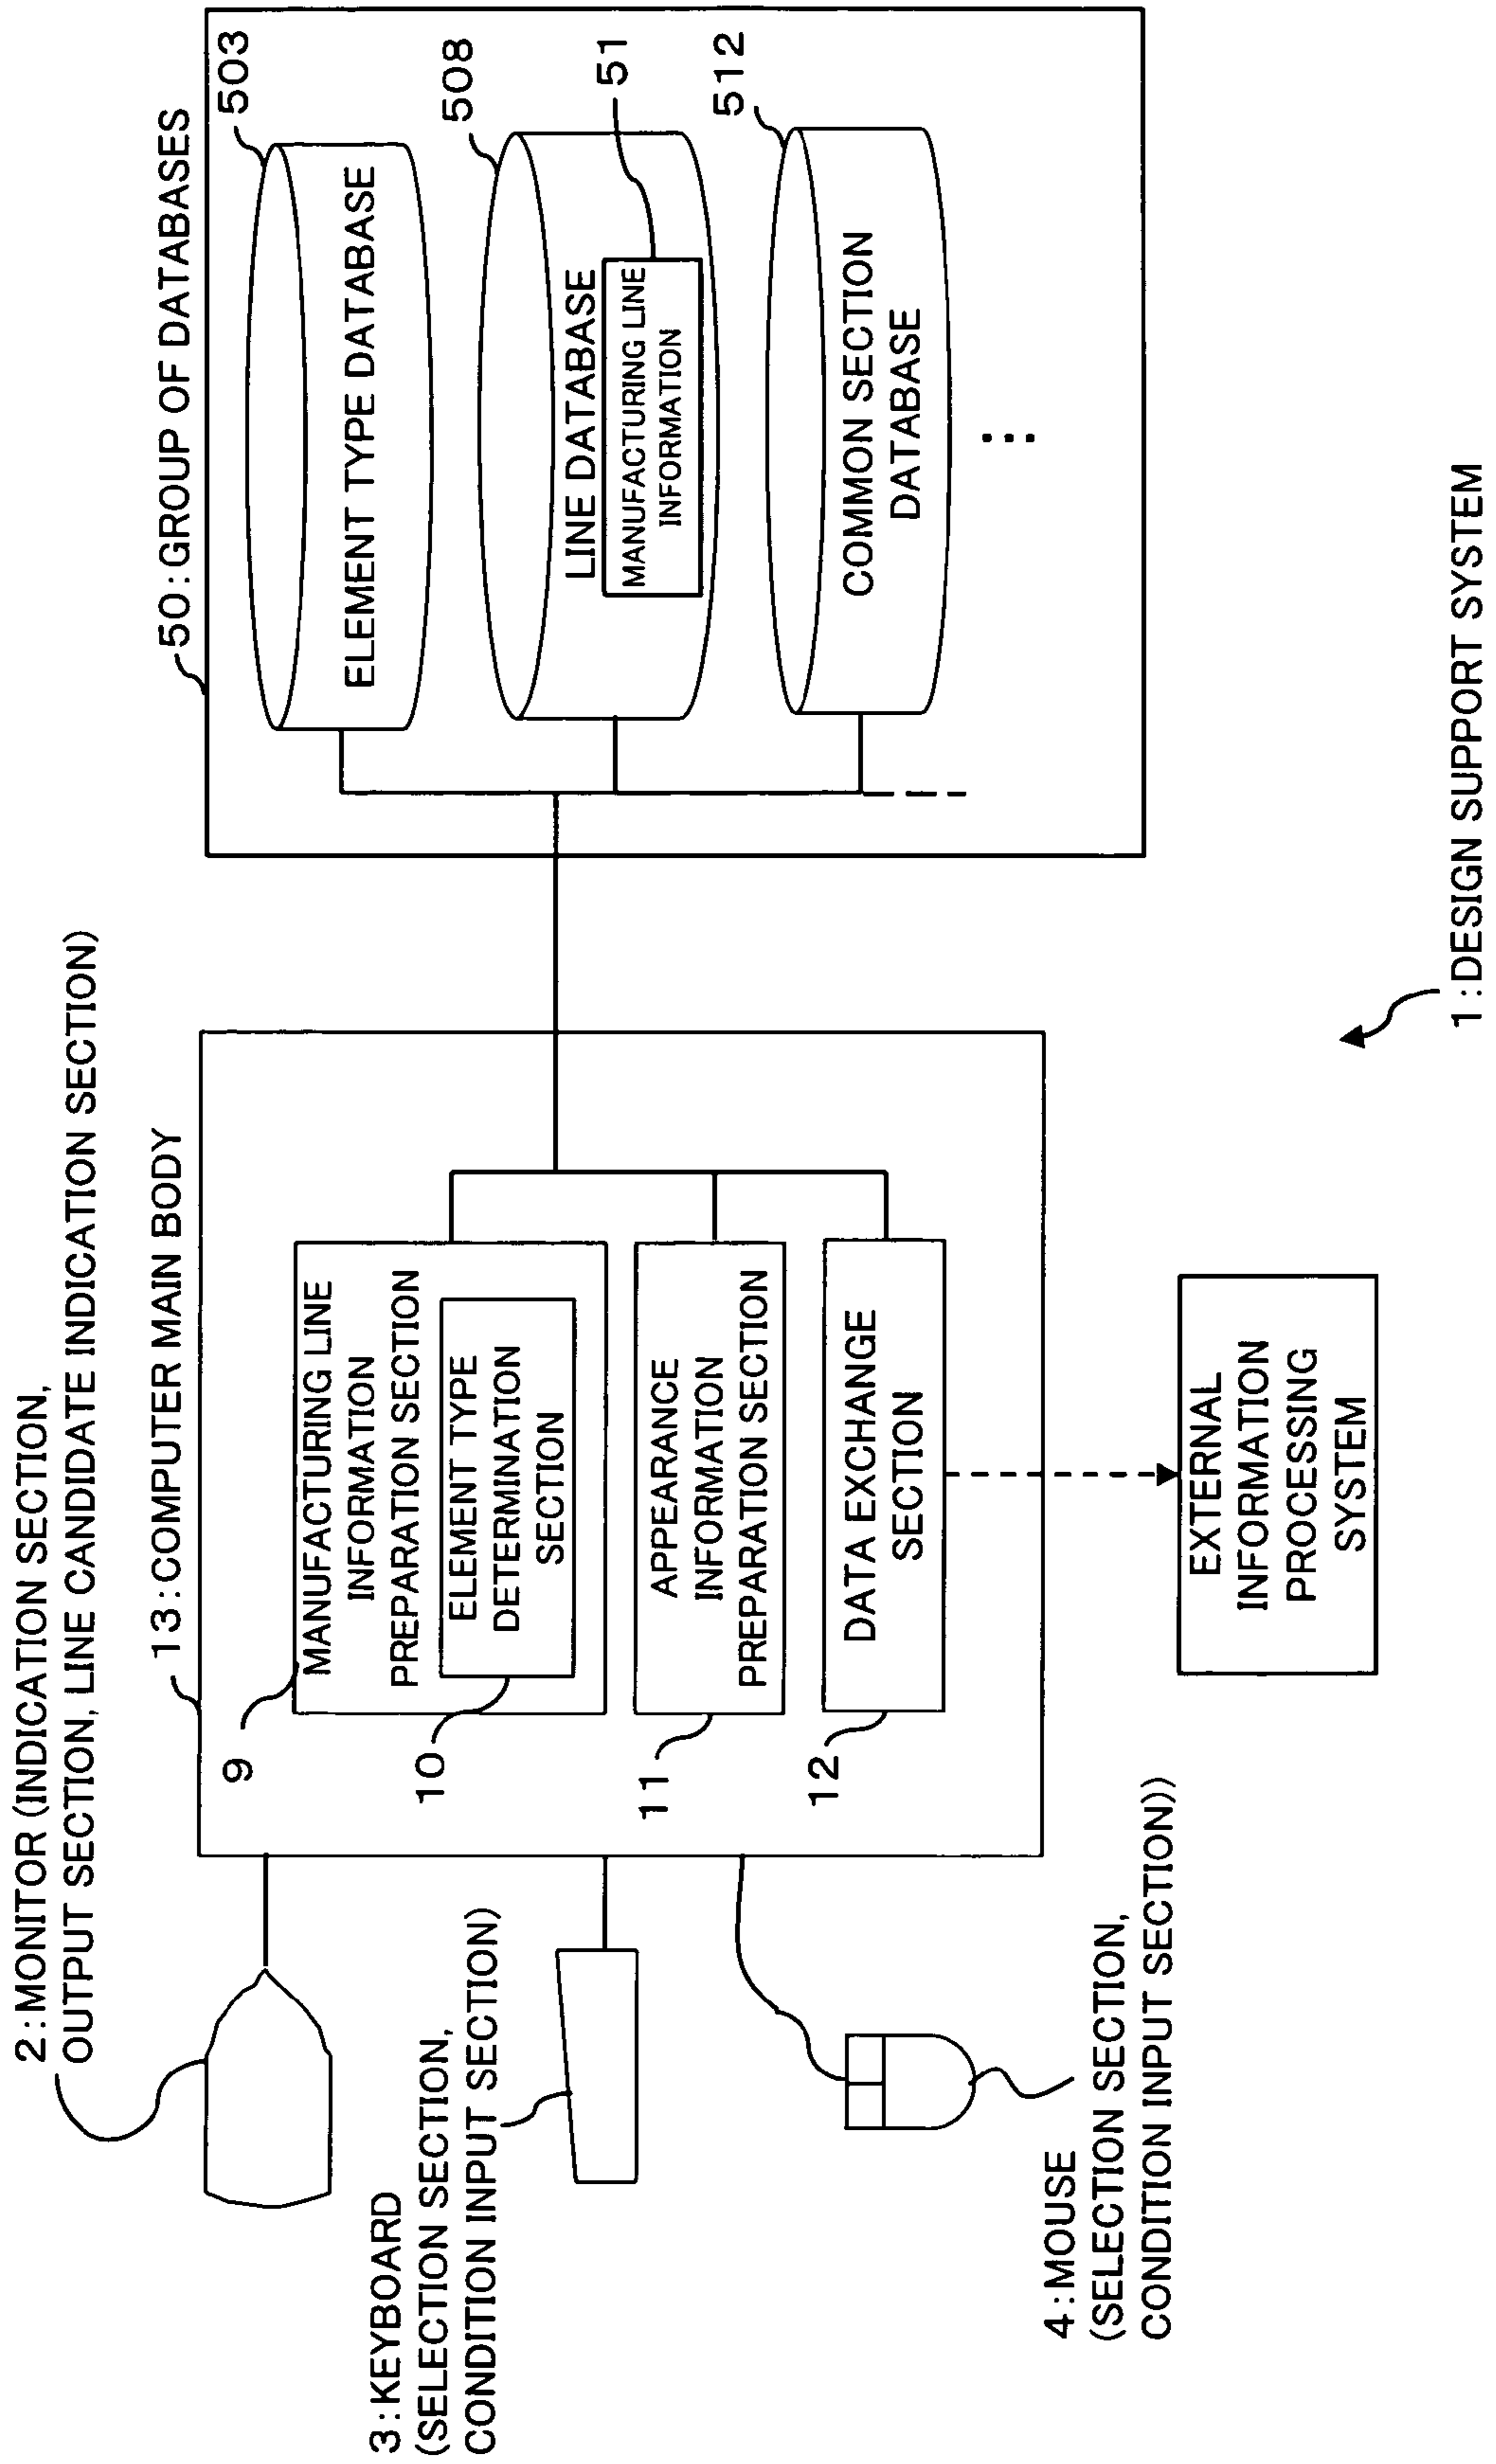 2:MONITOR (INDICATION SECTION,
OUTPUT SECTION, LINE CANDIDATE INDICATION SECTION)
3:KEYBOARD
(SELECTION SECTION,
CONDITION INPUT SECTION)
4:MOUSE
(SELECTION SECTION,
CONDITION INPUT SECTION))
13:COMPUTER MAIN BODY
9
MANUFACTURING LINE
INFORMATION
PREPARATION SECTION
10
ELEMENT TYPE
DETERMINATION
SECTION
11
APPEARANCE
INFORMATION
PREPARATION SECTION
12
DATA EXCHANGE
SECTION
EXTERNAL
INFORMATION
PROCESSING
SYSTEM
50:GROUP OF DATABASES
503
ELEMENT TYPE DATABASE
508
LINE DATABASE
51
MANUFACTURING LINE
INFORMATION
512
COMMON SECTION
DATABASE
...
1:DESIGN SUPPORT SYSTEM